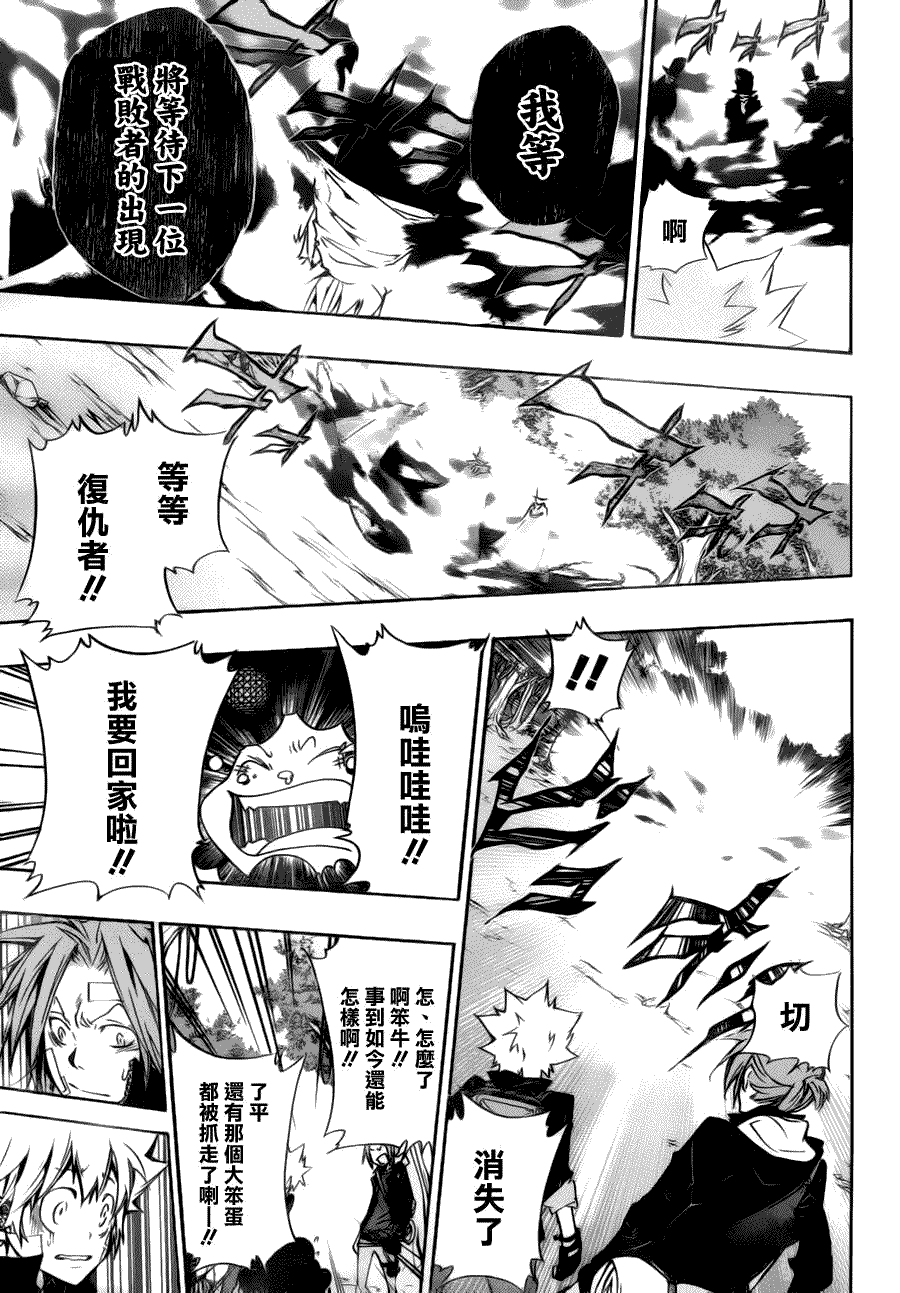 啊
我等
將等待下一位
戰敗者的出現
等等
復仇者!!
!!
切
消失了
嗚哇哇哇!!
我要回家啦!!
怎、怎麼了
啊笨牛!!
事到如今還能
怎樣啊!!
了平
還有那個大笨蛋
都被抓走了喇—!!